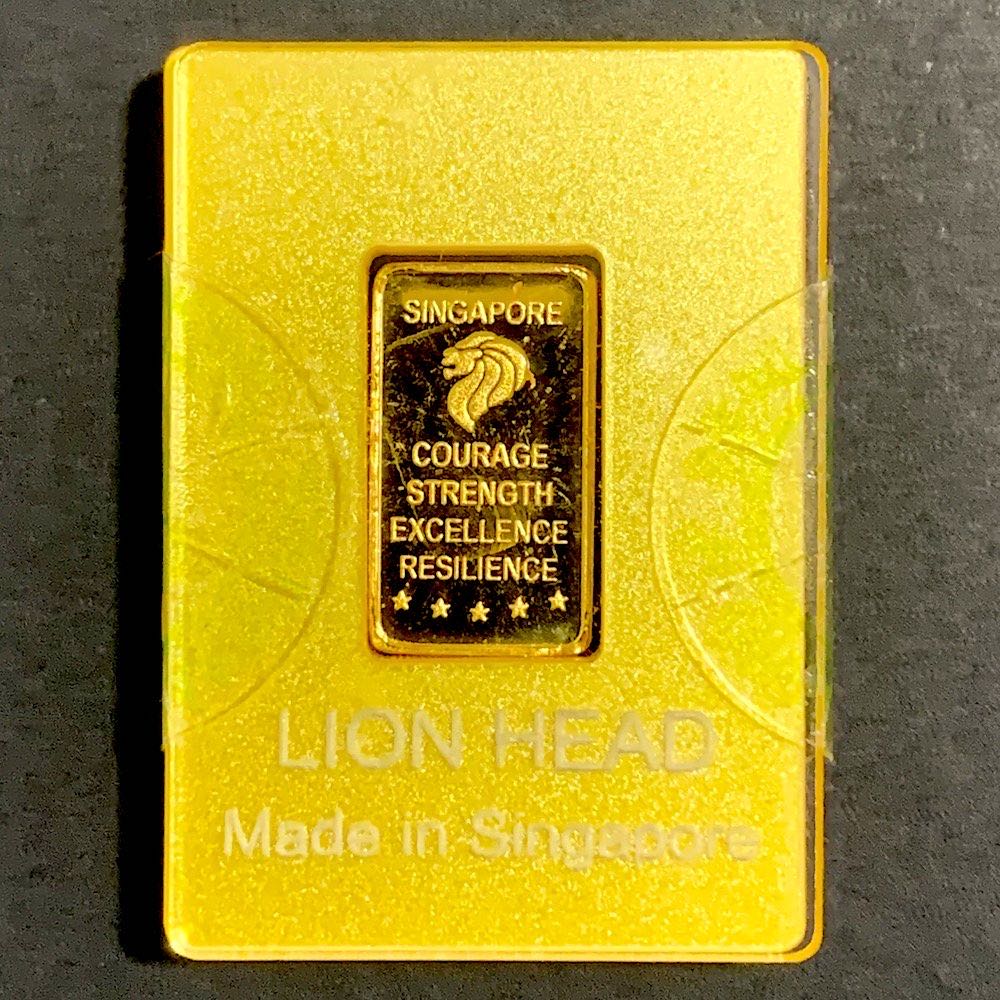 SINGAPORE
COURAGE
STRENGTH
EXCELLENCE
RESILIENCE
LION HEAD
Made in Singapore